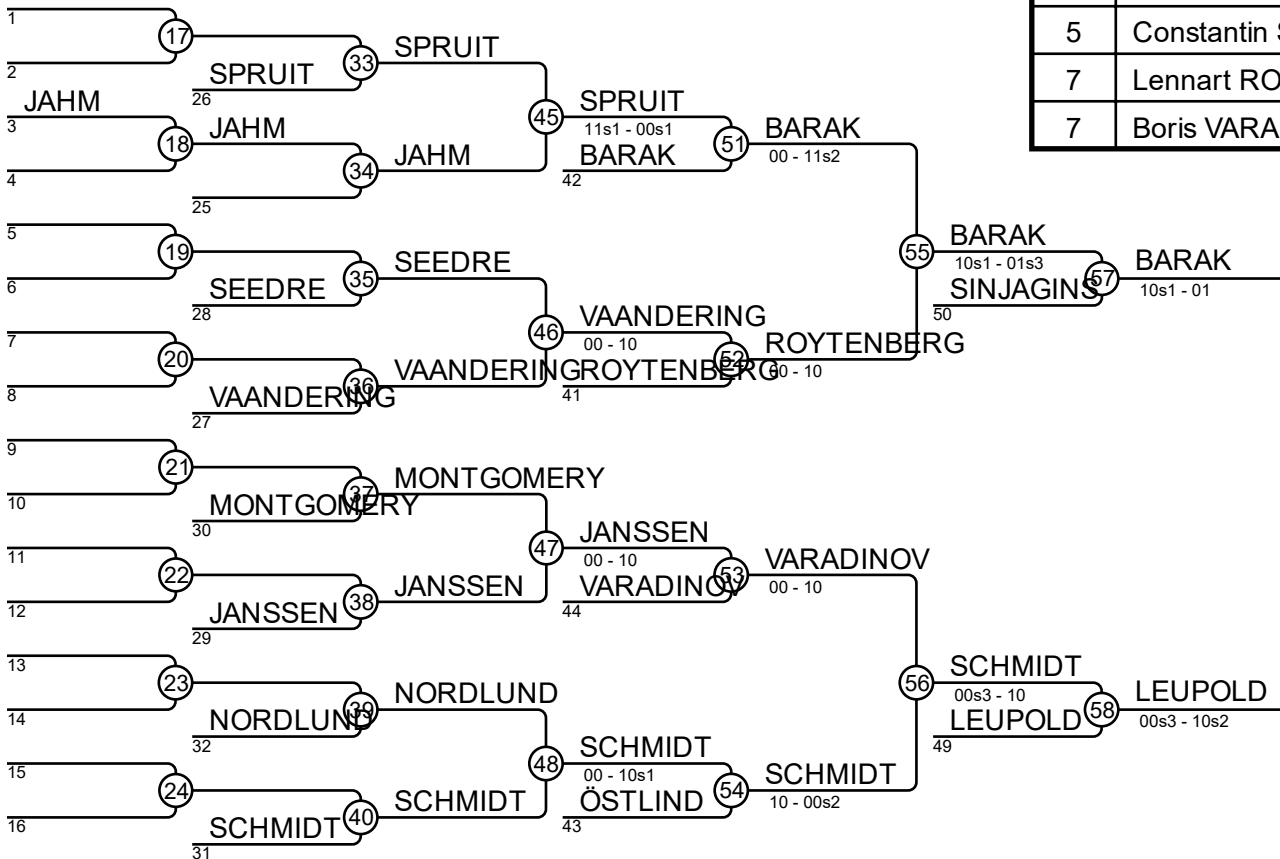 1
17
2
SPRUIT
26
33
SPRUIT
JAHM
3
18
4
JAHM
25
34
JAHM
45
SPRUIT
11s1 - 00s1
BARAK
42
51
BARAK
00 - 11s2
5
19
6
SEEDRE
28
35
SEEDRE
7
20
8
VAANDERING
27
36
VAANDERING
46
VAANDERING
00 - 10
ROYTENBERG
41
52
ROYTENBERG
00 - 10
55
BARAK
10s1 - 01s3
SINJAGINS
50
57
BARAK
10s1 - 01
9
21
10
MONTGOMERY
30
37
MONTGOMERY
11
22
12
JANSSEN
29
38
JANSSEN
47
JANSSEN
00 - 10
VARADINOV
44
53
VARADINOV
00 - 10
13
23
14
NORDLUND
32
39
NORDLUND
15
24
16
SCHMIDT
31
40
SCHMIDT
48
SCHMIDT
00 - 10s1
ÖSTLIND
43
54
SCHMIDT
10 - 00s2
56
SCHMIDT
00s3 - 10
LEUPOLD
49
58
LEUPOLD
00s3 - 10s2
5 Constantin
7 Lennart RO
7 Boris VARA